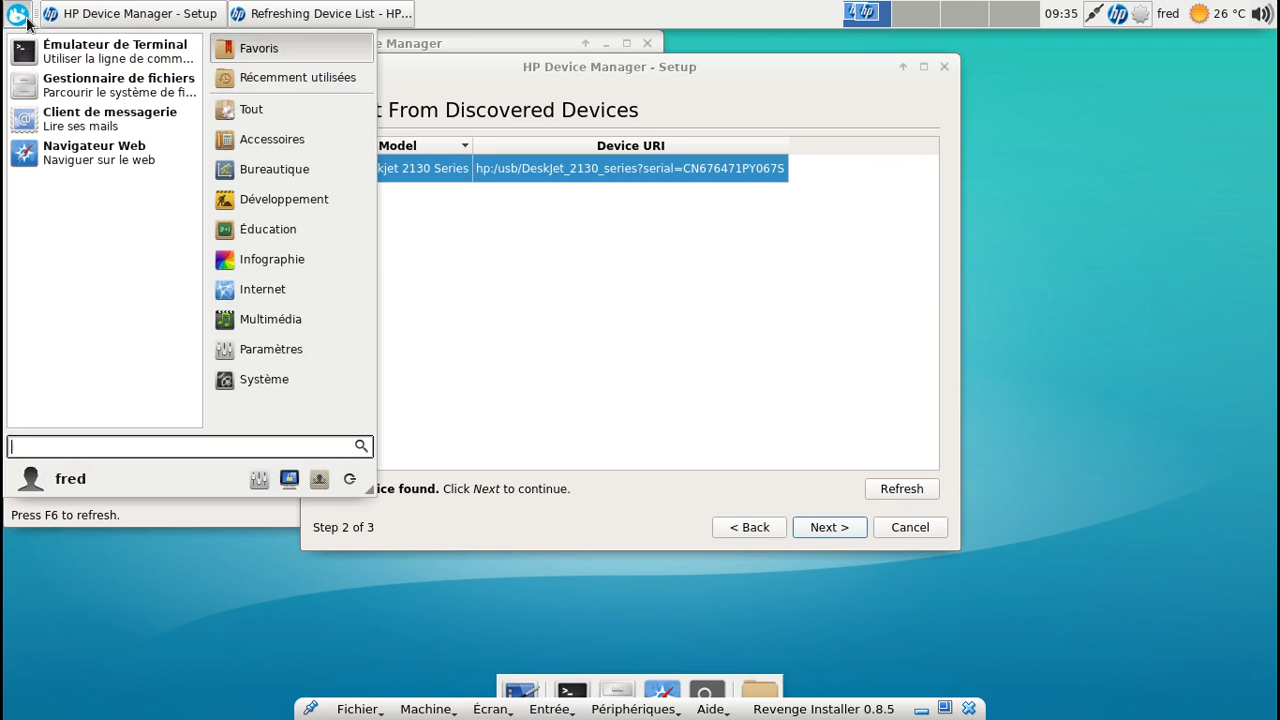 HP Device Manager - Setup
Refreshing Device List - HP...
09:35
fred
26 °C
Émulateur de Terminal
Utiliser la ligne de comm...
Gestionnaire de fichiers
Parcourir le système de fi...
Client de messagerie
Lire ses mails
Navigateur Web
Naviguer sur le web
Favoris
Récemment utilisées
Tout
Accessoires
Bureautique
Développement
Éducation
Infographie
Internet
Multimédia
Paramètres
Système
fred
Manager
HP Device Manager - Setup
t From Discovered Devices
Model
Device URI
kjet 2130 Series
hp:/usb/DeskJet_2130_series?serial=CN676471PY067S
ice found. Click Next to continue.
Refresh
Press F6 to refresh.
Step 2 of 3
< Back
Next >
Cancel
Fichier
Machine
Écran
Entrée
Périphériques
Aide
Revenge Installer 0.8.5